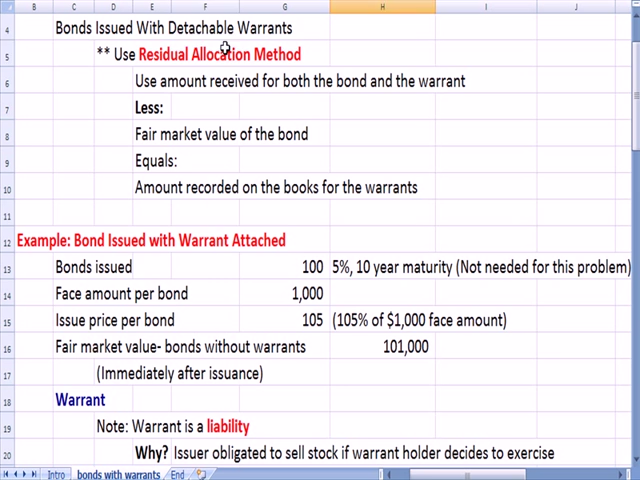 B C D E F G H I J
4 Bonds Issued With Detachable Warrants
5 ** Use Residual Allocation Method
6 Use amount received for both the bond and the warrant
7 Less:
8 Fair market value of the bond
9 Equals:
10 Amount recorded on the books for the warrants
11
12 Example: Bond Issued with Warrant Attached
13 Bonds issued 100 5%, 10 year maturity (Not needed for this problem)
14 Face amount per bond 1,000
15 Issue price per bond 105 (105% of $1,000 face amount)
16 Fair market value- bonds without warrants 101,000
17 (Immediately after issuance)
18 Warrant
19 Note: Warrant is a liability
20 Why? Issuer obligated to sell stock if warrant holder decides to exercise
Intro bonds with warrants End